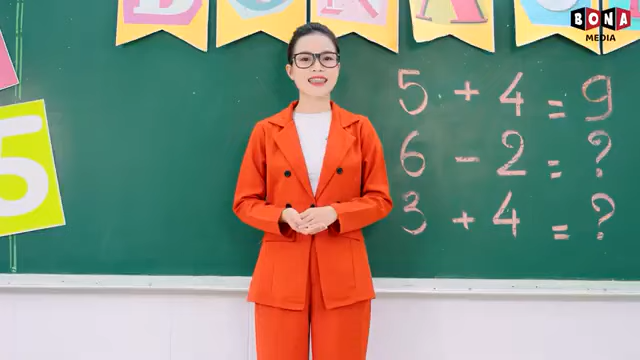 BONA
MEDIA
5
5 + 4 = 9
6 - 2 = ?
3 + 4 = ?